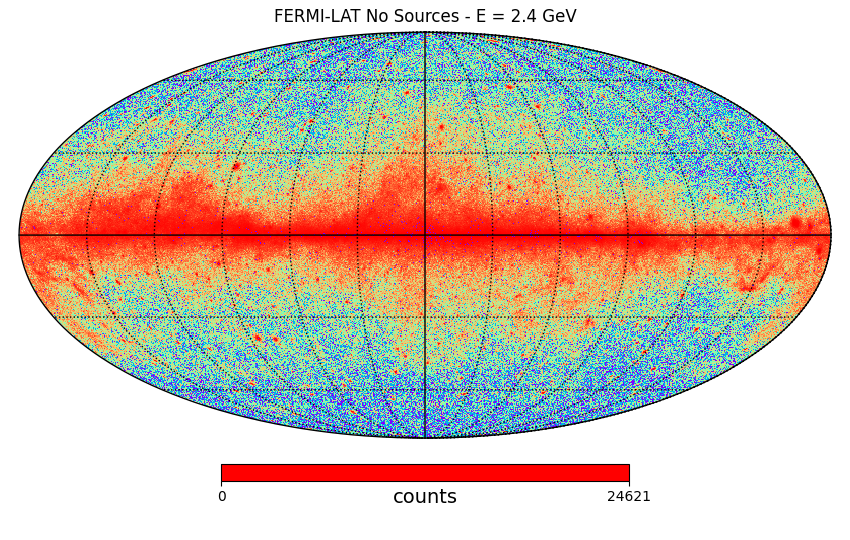 FERMI-LAT No Sources - E = 2.4 GeV
0 counts 24621